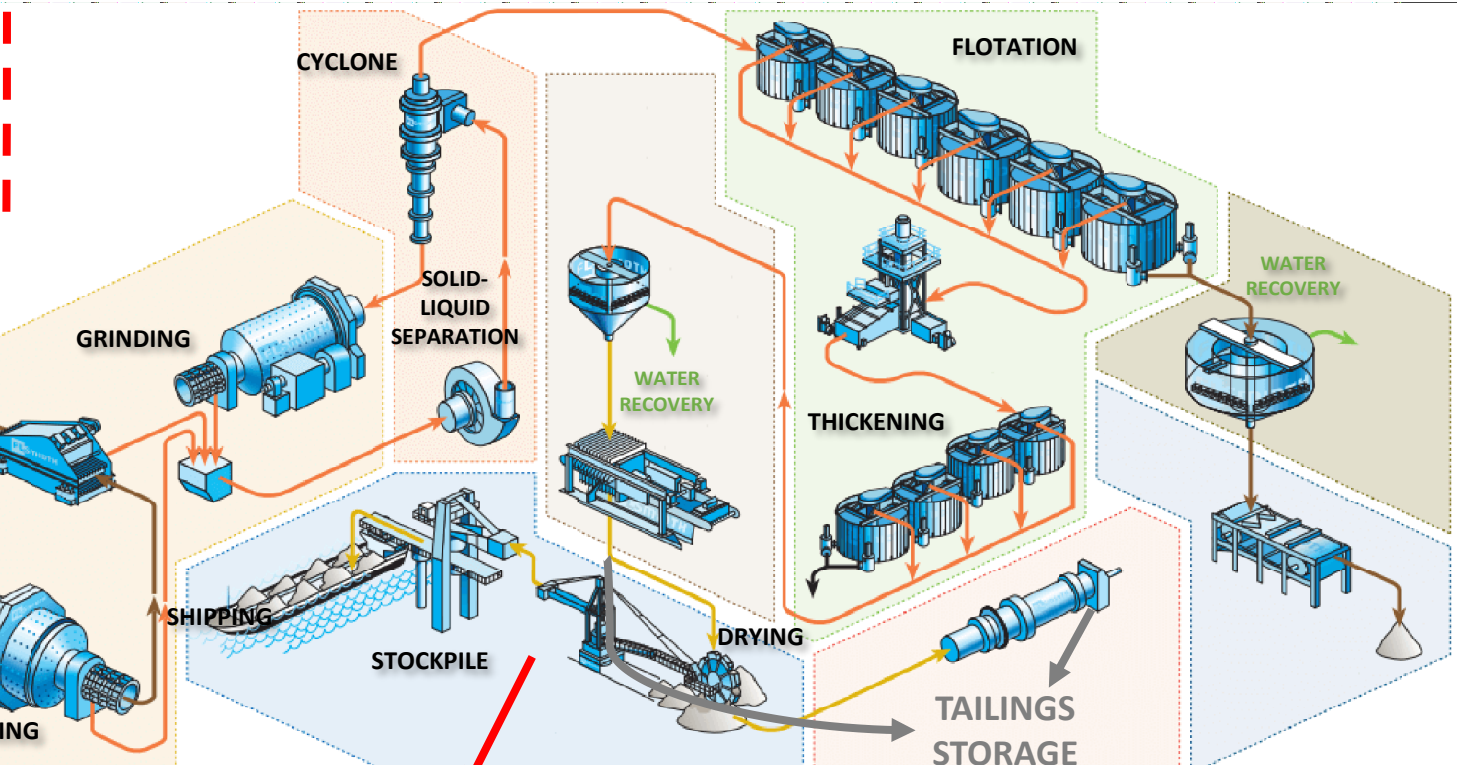 CYCLONE
FLOTATION
SOLID-
LIQUID
SEPARATION
WATER
RECOVERY
GRINDING
WATER
RECOVERY
THICKENING
SHIPPING
STOCKPILE
DRYING
TAILINGS
STORAGE
ING